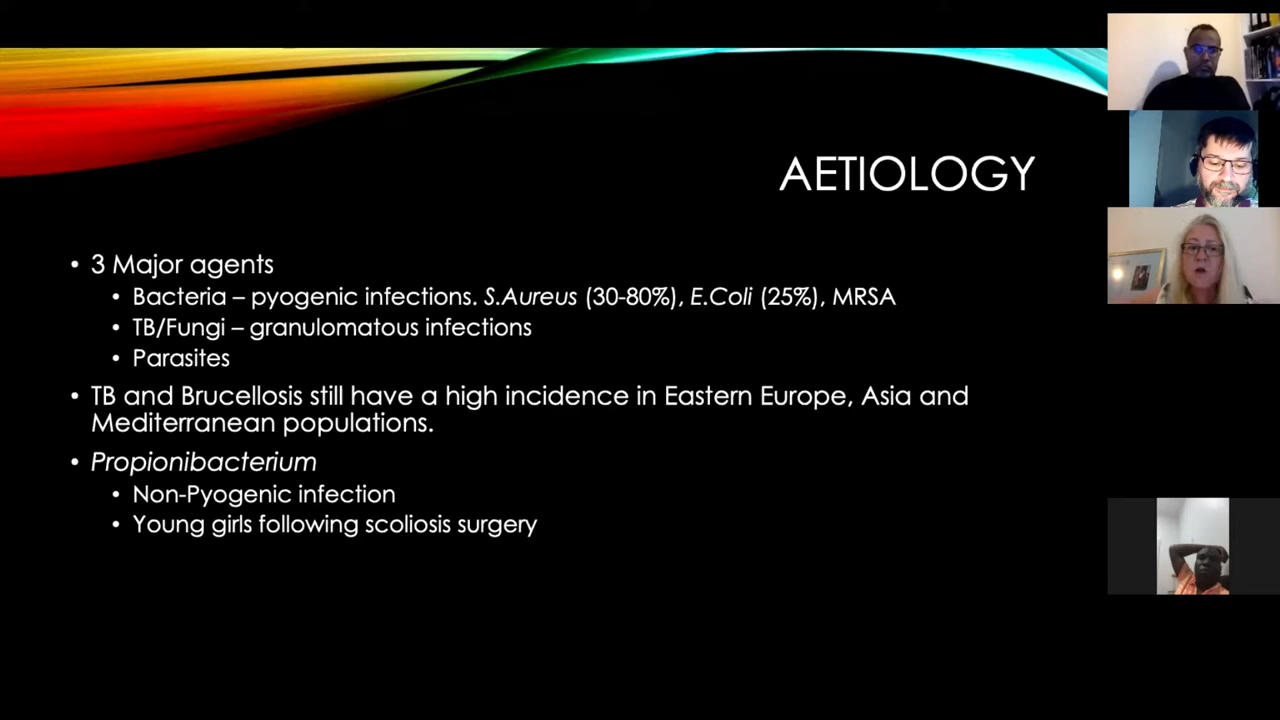 AETIOLOGY
• 3 Major agents
• Bacteria – pyogenic infections. S.Aureus (30-80%), E.Coli (25%), MRSA
• TB/Fungi – granulomatous infections
• Parasites
• TB and Brucellosis still have a high incidence in Eastern Europe, Asia and
Mediterranean populations.
• Propionibacterium
• Non-Pyogenic infection
• Young girls following scoliosis surgery